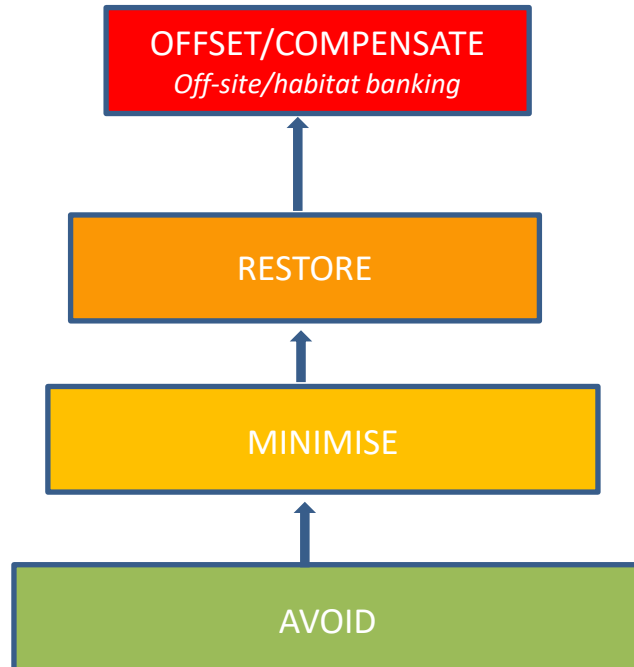 OFFSET/COMPENSATE
Off-site/habitat banking
RESTORE
MINIMISE
AVOID